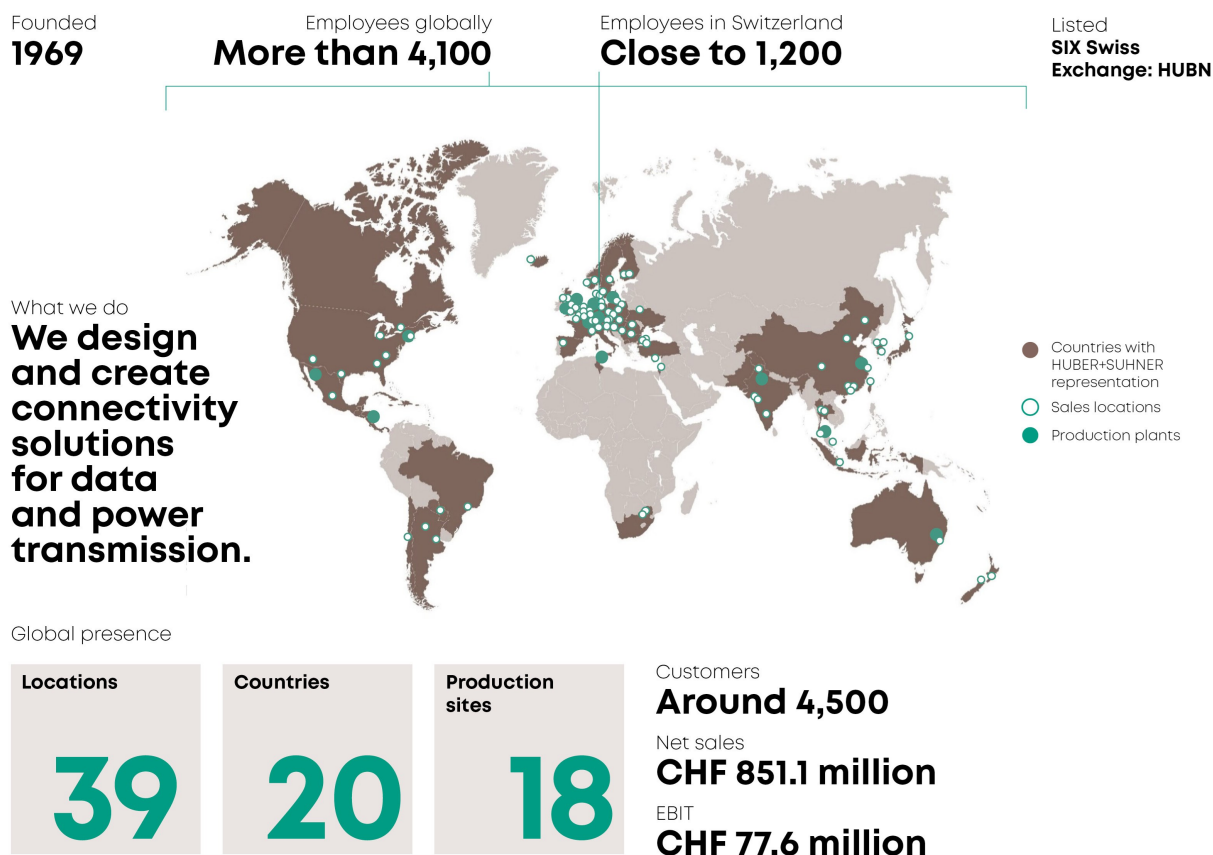 Founded
1969
Employees globally
More than 4,100
Employees in Switzerland
Close to 1,200
Listed
SIX Swiss
Exchange: HUBN
What we do
We design
and create
connectivity
solutions
for data
and power
transmission.
Countries with
HUBER+SUHNER
representation
Sales locations
Production plants
Global presence
Locations
39
Countries
20
Production
sites
18
Customers
Around 4,500
Net sales
CHF 851.1 million
EBIT
CHF 77.6 million